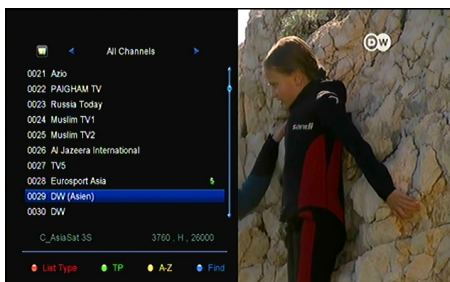 All Channels
0021 Azio
0022 PAIGHAM TV
0023 Russia Today
0024 Muslim TV1
0025 Muslim TV2
0026 Al Jazeera International
0027 TV5
0028 Eurosport Asia $
0029 DW (Asien)
0030 DW
C_AsiaSat 3S 3760 , H , 26000
List Type TP A-Z Find
DW